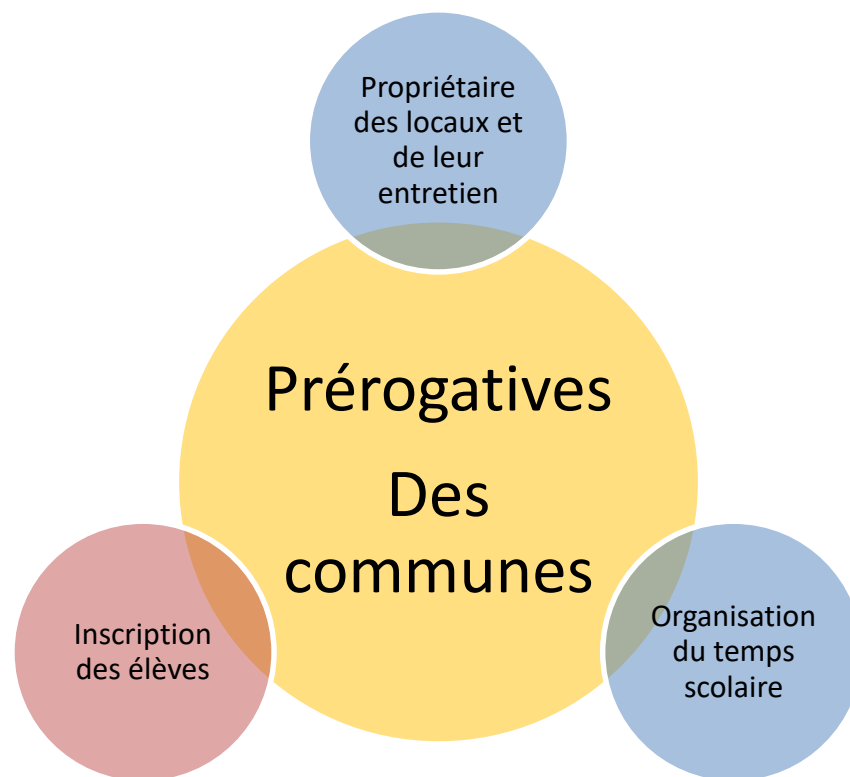 Propriétaire
des locaux et
de leur
entretien
Prérogatives
Des
communes
Inscription
des élèves
Organisation
du temps
scolaire